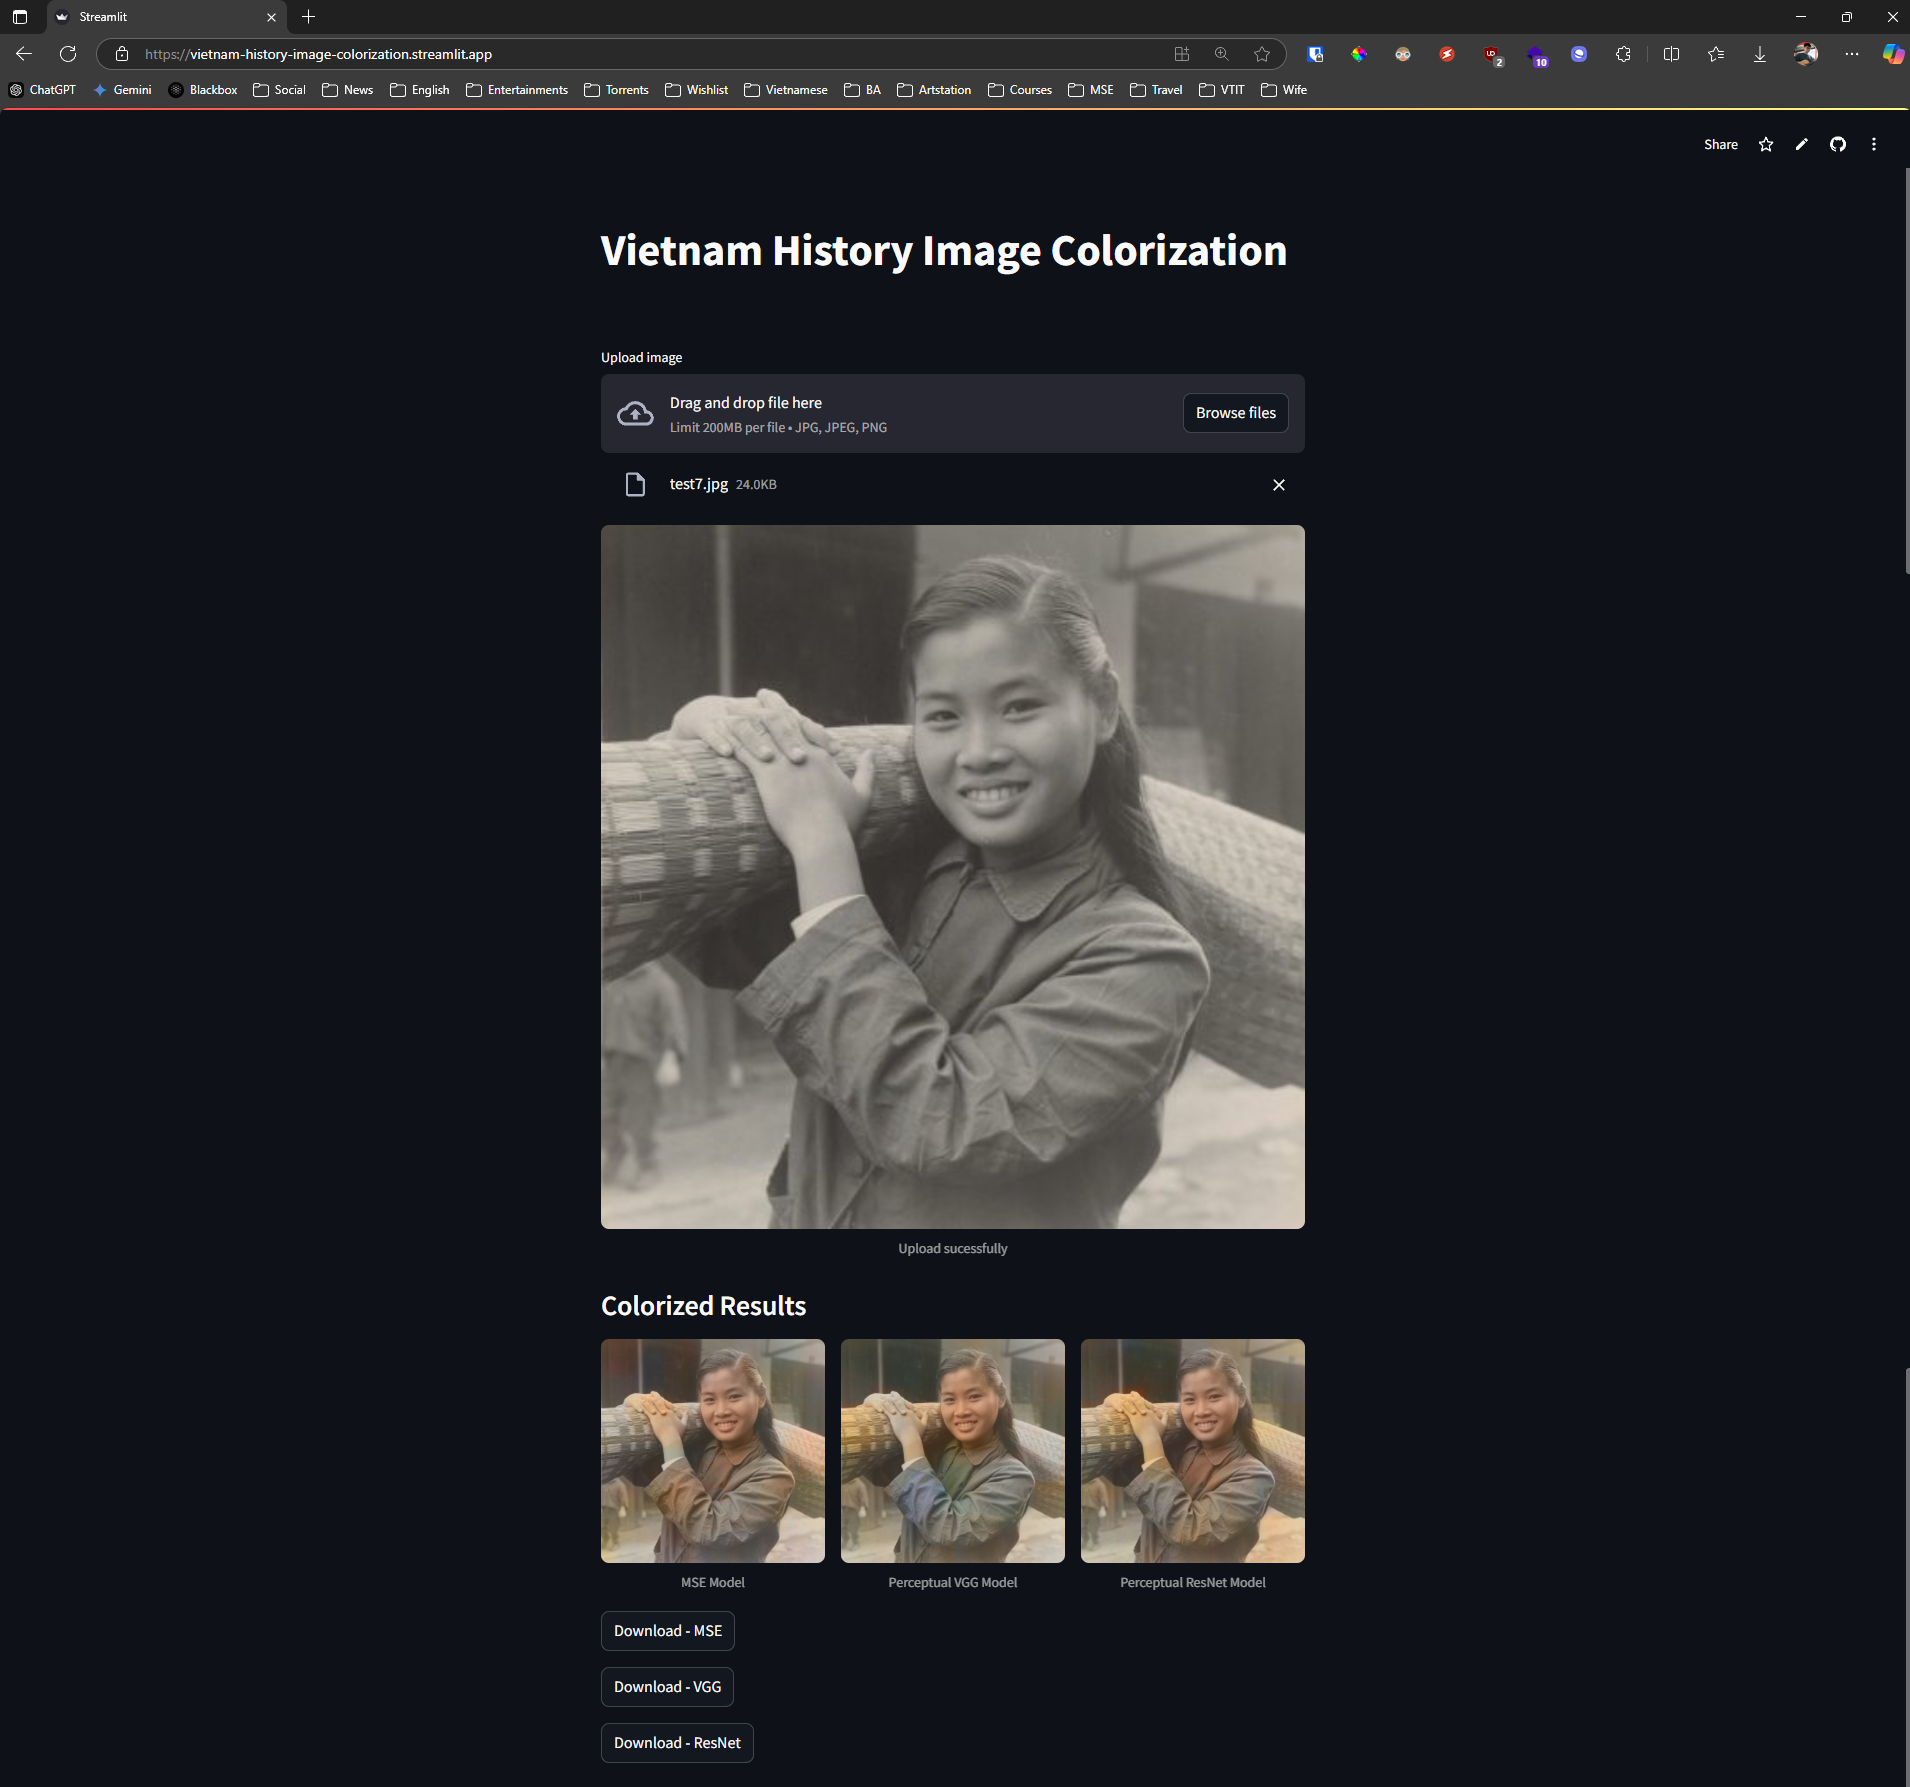 Streamlit
https://vietnam-history-image-colorization.streamlit.app
2
10
ChatGPT Gemini Blackbox Social News English Entertainments Torrents Wishlist Vietnamese BA Artstation Courses MSE Travel VTIT Wife
Share
Vietnam History Image Colorization
Upload image
Drag and drop file here
Limit 200MB per file • JPG, JPEG, PNG
Browse files
test7.jpg 24.0KB
Upload sucessfully
Colorized Results
MSE Model Perceptual VGG Model Perceptual ResNet Model
Download - MSE
Download - VGG
Download - ResNet